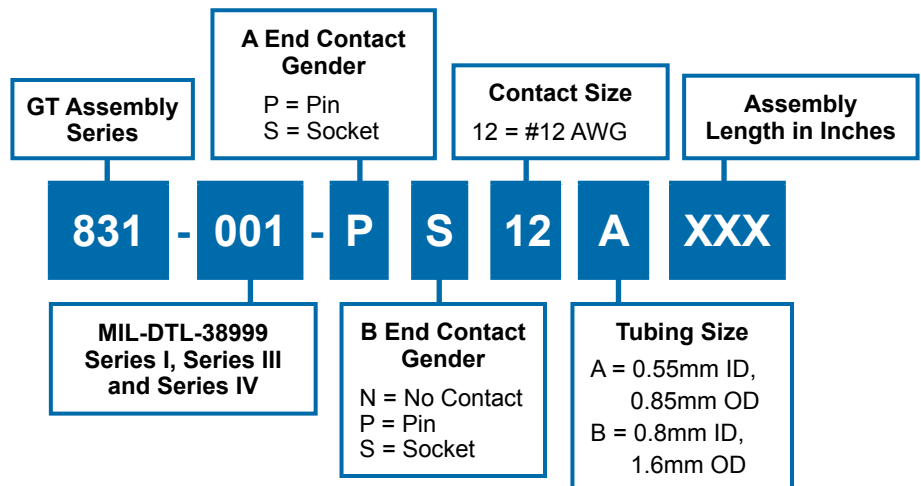 A End Contact
Gender
P = Pin
S = Socket
GT Assembly
Series
Contact Size
12 = #12 AWG
Assembly
Length in Inches
831 - 001 - P S 12 A XXX
MIL-DTL-38999
Series I, Series III
and Series IV
B End Contact
Gender
N = No Contact
P = Pin
S = Socket
Tubing Size
A = 0.55mm ID,
0.85mm OD
B = 0.8mm ID,
1.6mm OD